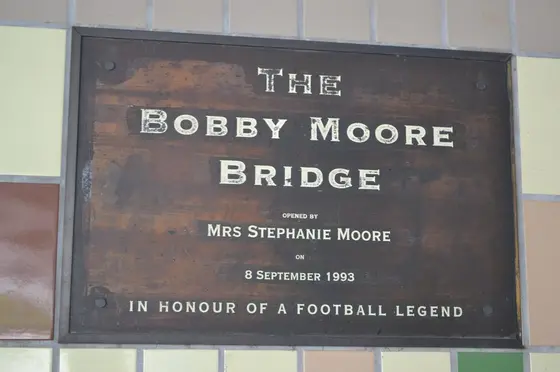 THE
BOBBY MOORE
BRIDGE
OPENED BY
MRS STEPHANIE MOORE
ON
8 SEPTEMBER 1993
IN HONOUR OF A FOOTBALL LEGEND